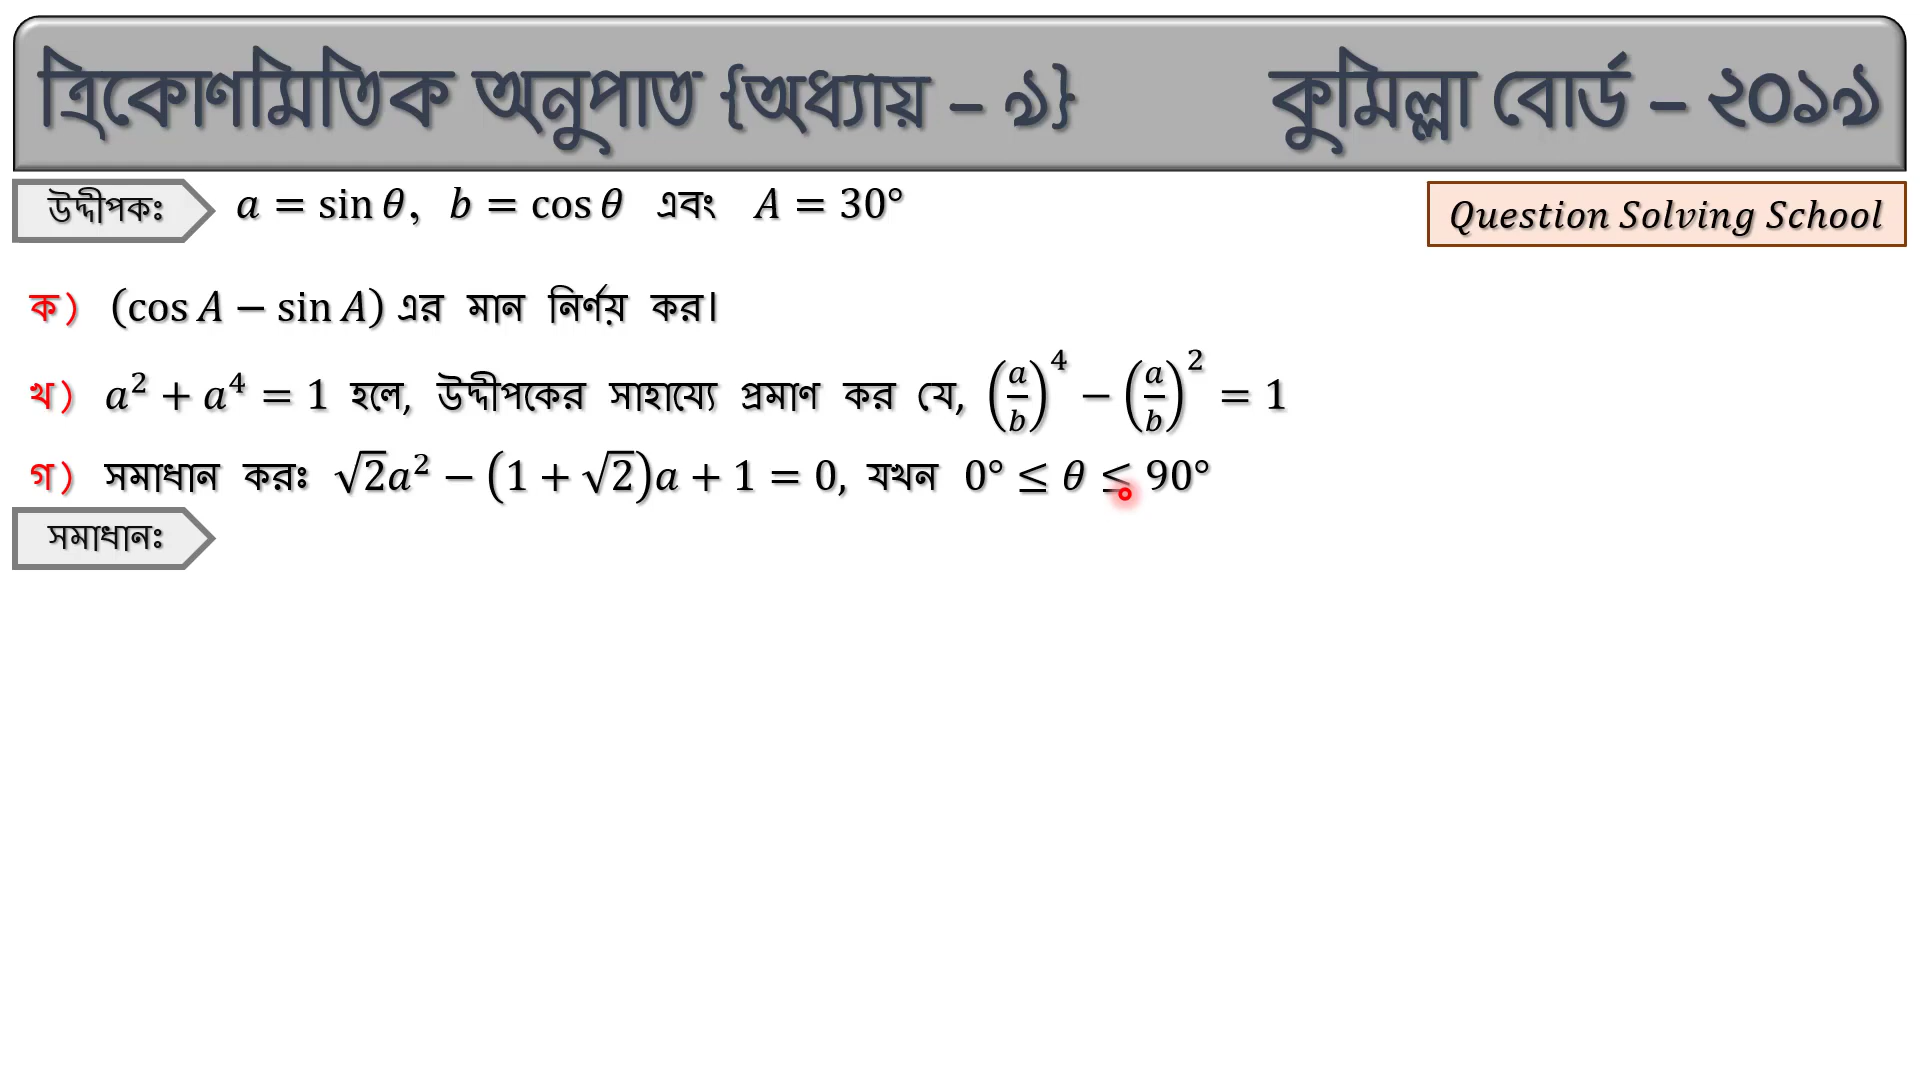 ত্রিকোণমিতিক অনুপাত {অধ্যায় – ৯} কুমিল্লা বোর্ড – ২০১৯
উদ্দীপকঃ a = sin θ, b = cos θ এবং A = 30°
Question Solving School
ক) (cos A − sin A) এর মান নির্ণয় কর।
খ) a² + a⁴ = 1 হলে, উদ্দীপকের সাহায্যে প্রমাণ কর যে, (a/b)⁴ − (a/b)² = 1
গ) সমাধান করঃ √2a² − (1 + √2)a + 1 = 0, যখন 0° ≤ θ ≤ 90°
সমাধানঃ